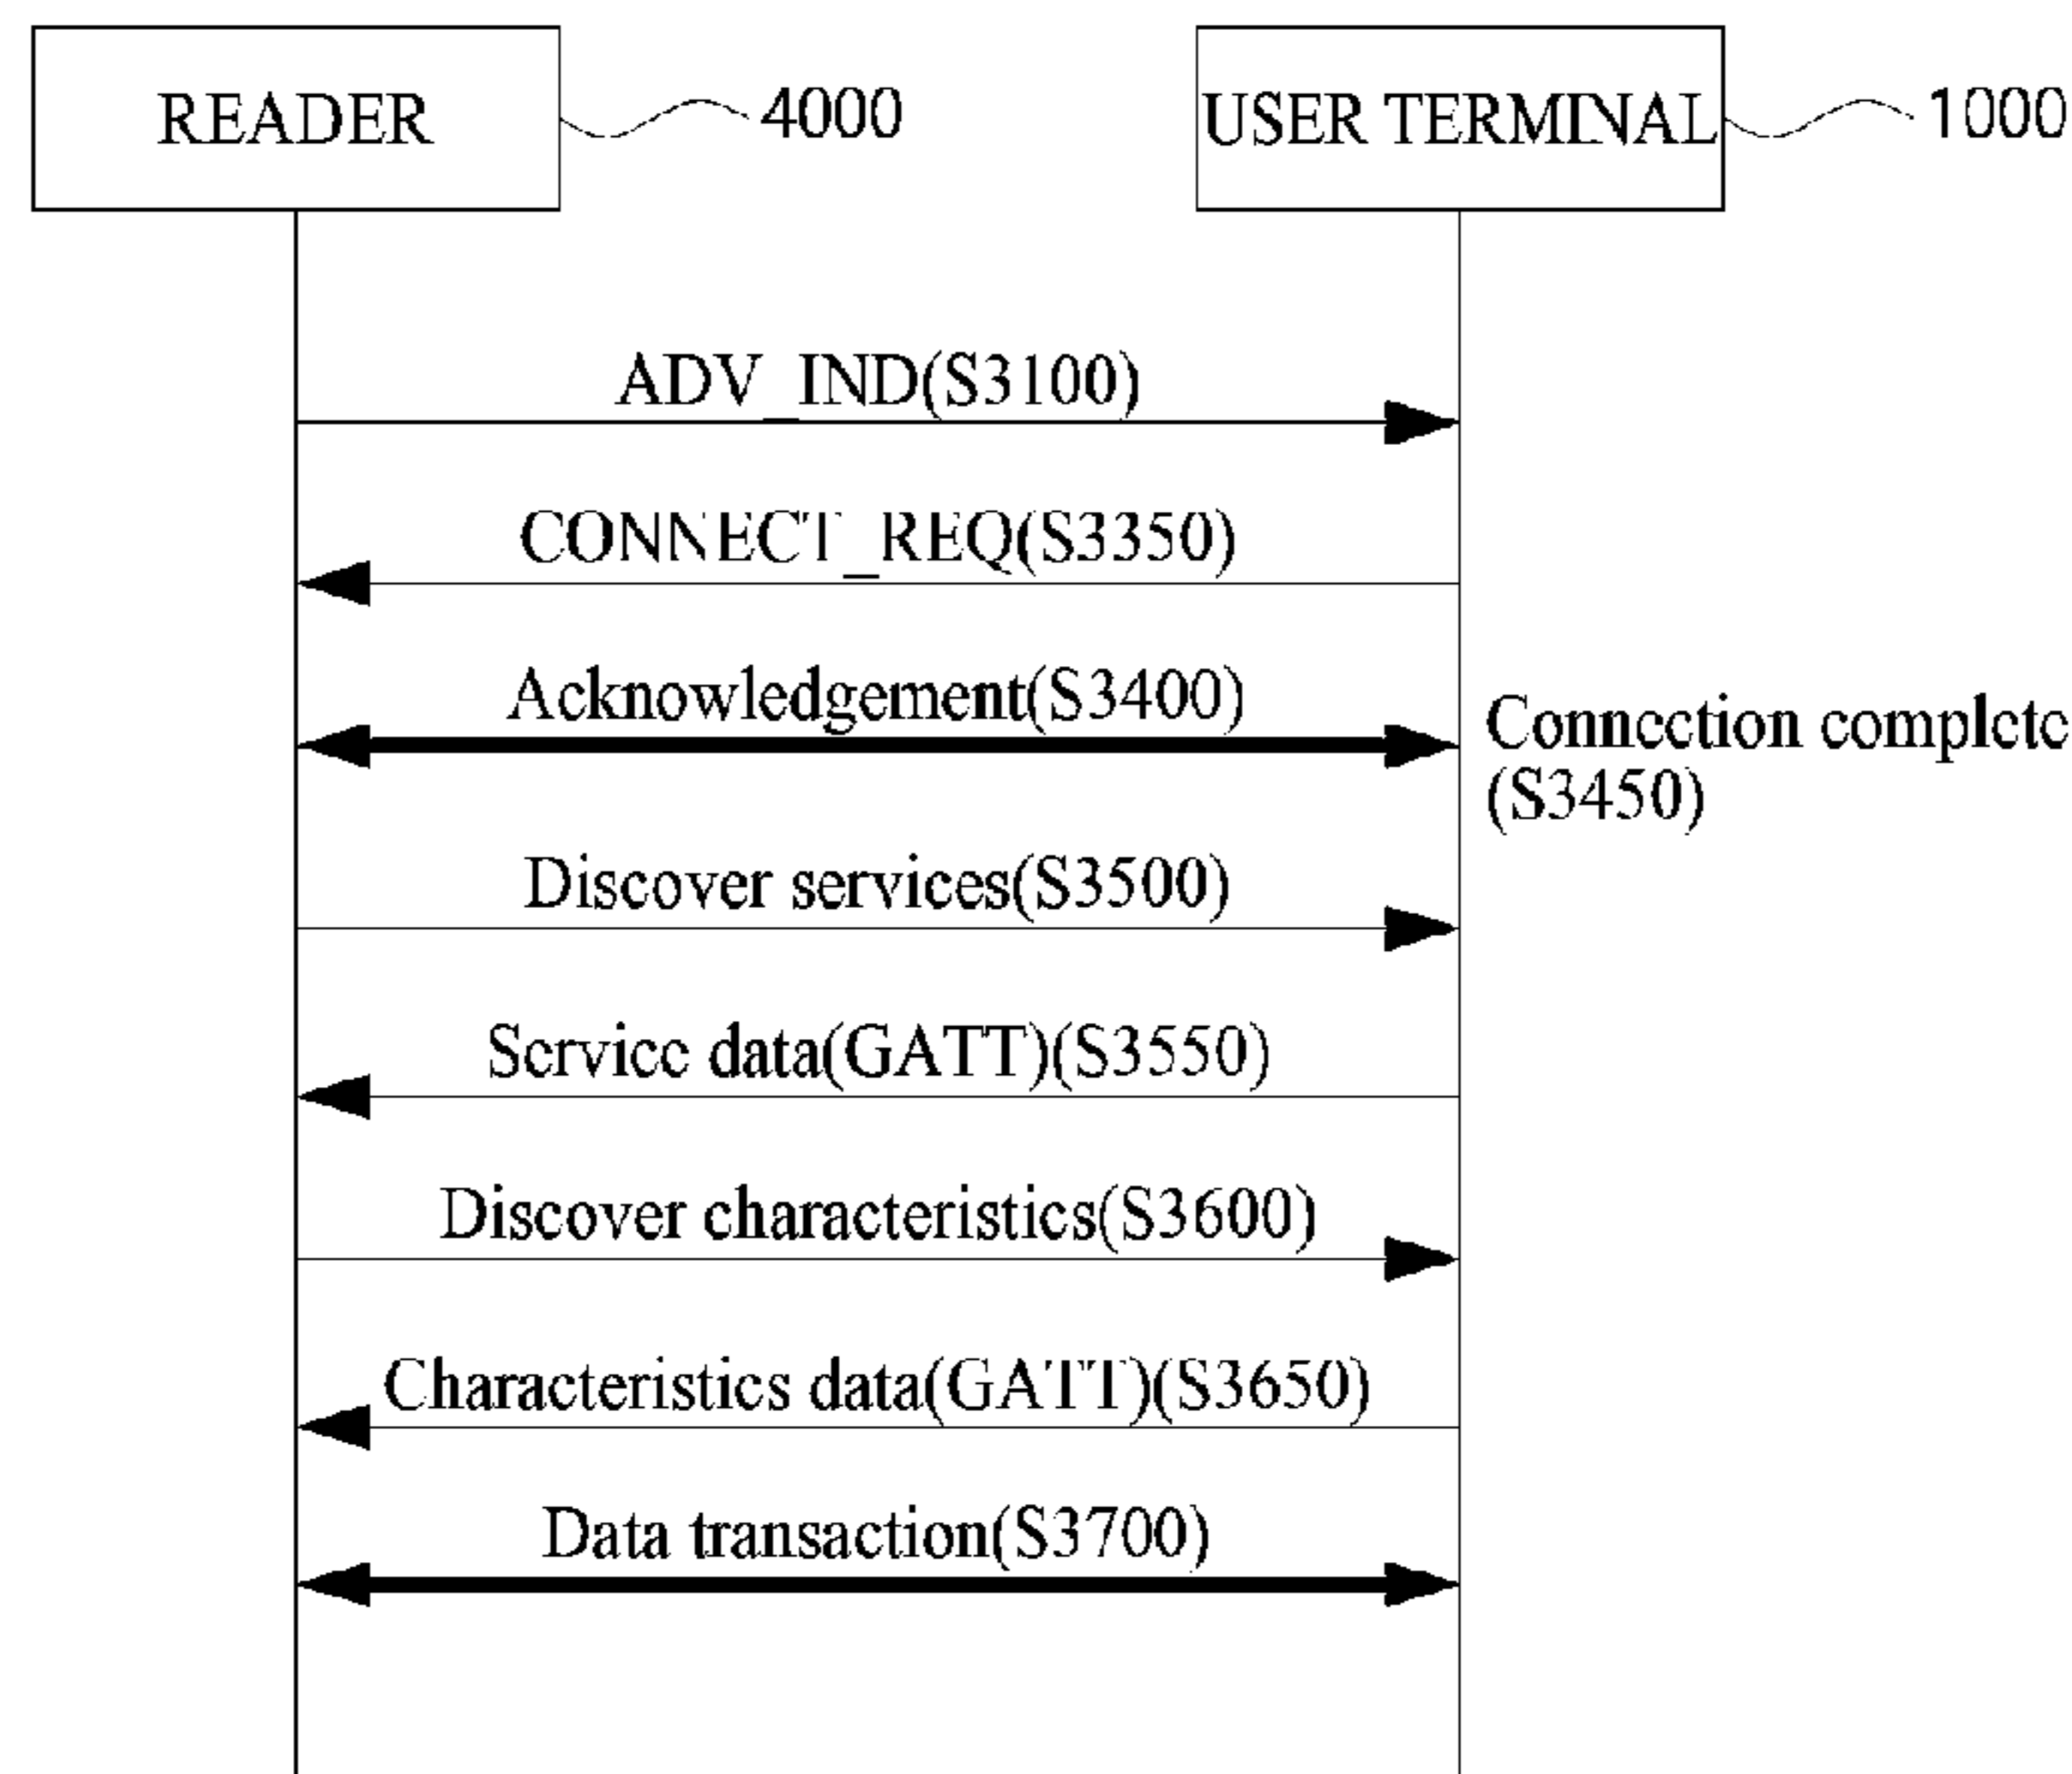 READER
4000
USER TERMINAL
1000
ADV_IND(S3100)
CONNECT_REQ(S3350)
Acknowledgement(S3400)
Connection complete
(S3450)
Discover services(S3500)
Service data(GATT)(S3550)
Discover characteristics(S3600)
Characteristics data(GATT)(S3650)
Data transaction(S3700)